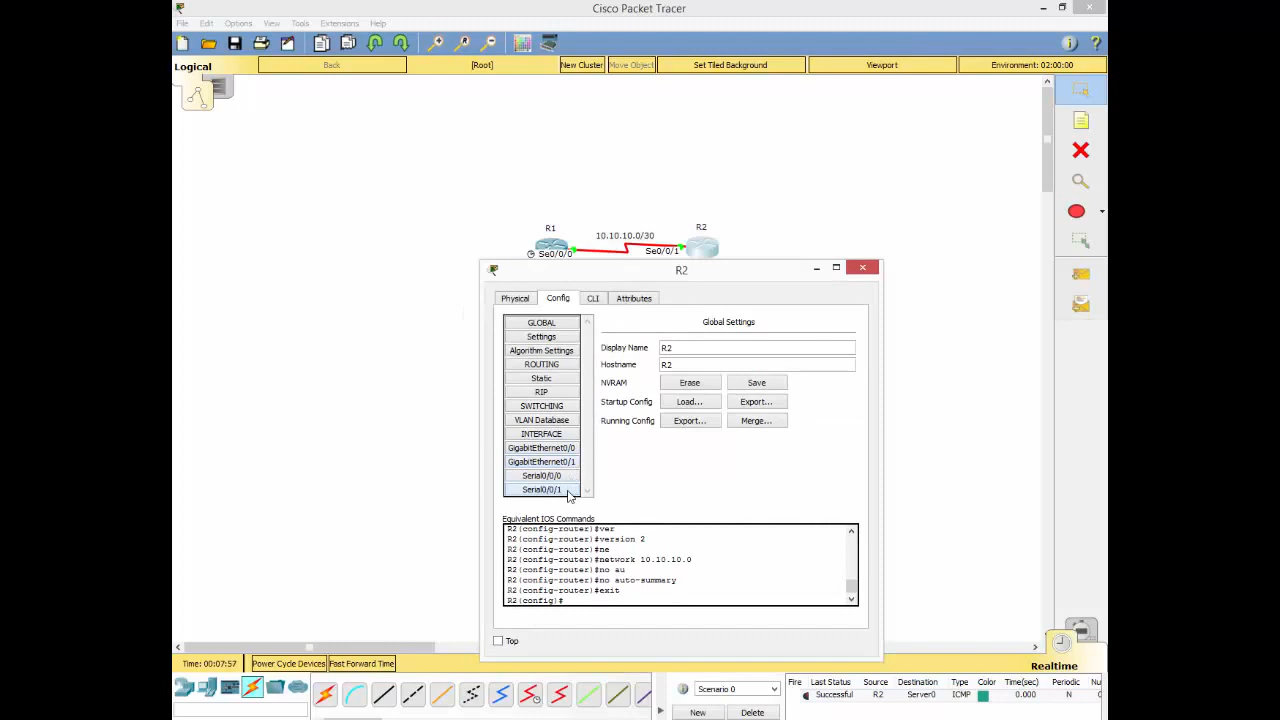 Cisco Packet Tracer
File Edit Options View Tools Extensions Help
Logical Back [Root] New Cluster Move Object Set Tiled Background Viewport Environment: 02:00:00
R1 10.10.10.0/30 R2
Se0/0/0 Se0/0/1
R2
Physical Config CLI Attributes
GLOBAL
Settings
Algorithm Settings
ROUTING
Static
RIP
SWITCHING
VLAN Database
INTERFACE
GigabitEthernet0/0
GigabitEthernet0/1
Serial0/0/0
Serial0/0/1
Global Settings
Display Name R2
Hostname R2
NVRAM Erase Save
Startup Config Load... Export...
Running Config Export... Merge...
Equivalent IOS Commands
R2(config-router)#ver
R2(config-router)#version 2
R2(config-router)#ne
R2(config-router)#network 10.10.10.0
R2(config-router)#no au
R2(config-router)#no auto-summary
R2(config-router)#exit
R2(config)#
Top
Time: 00:07:57 Power Cycle Devices Fast Forward Time Realtime
Scenario 0
New Delete
Fire Last Status Source Destination Type Color Time(sec) Periodic
Successful R2 Server0 ICMP 0.000 N